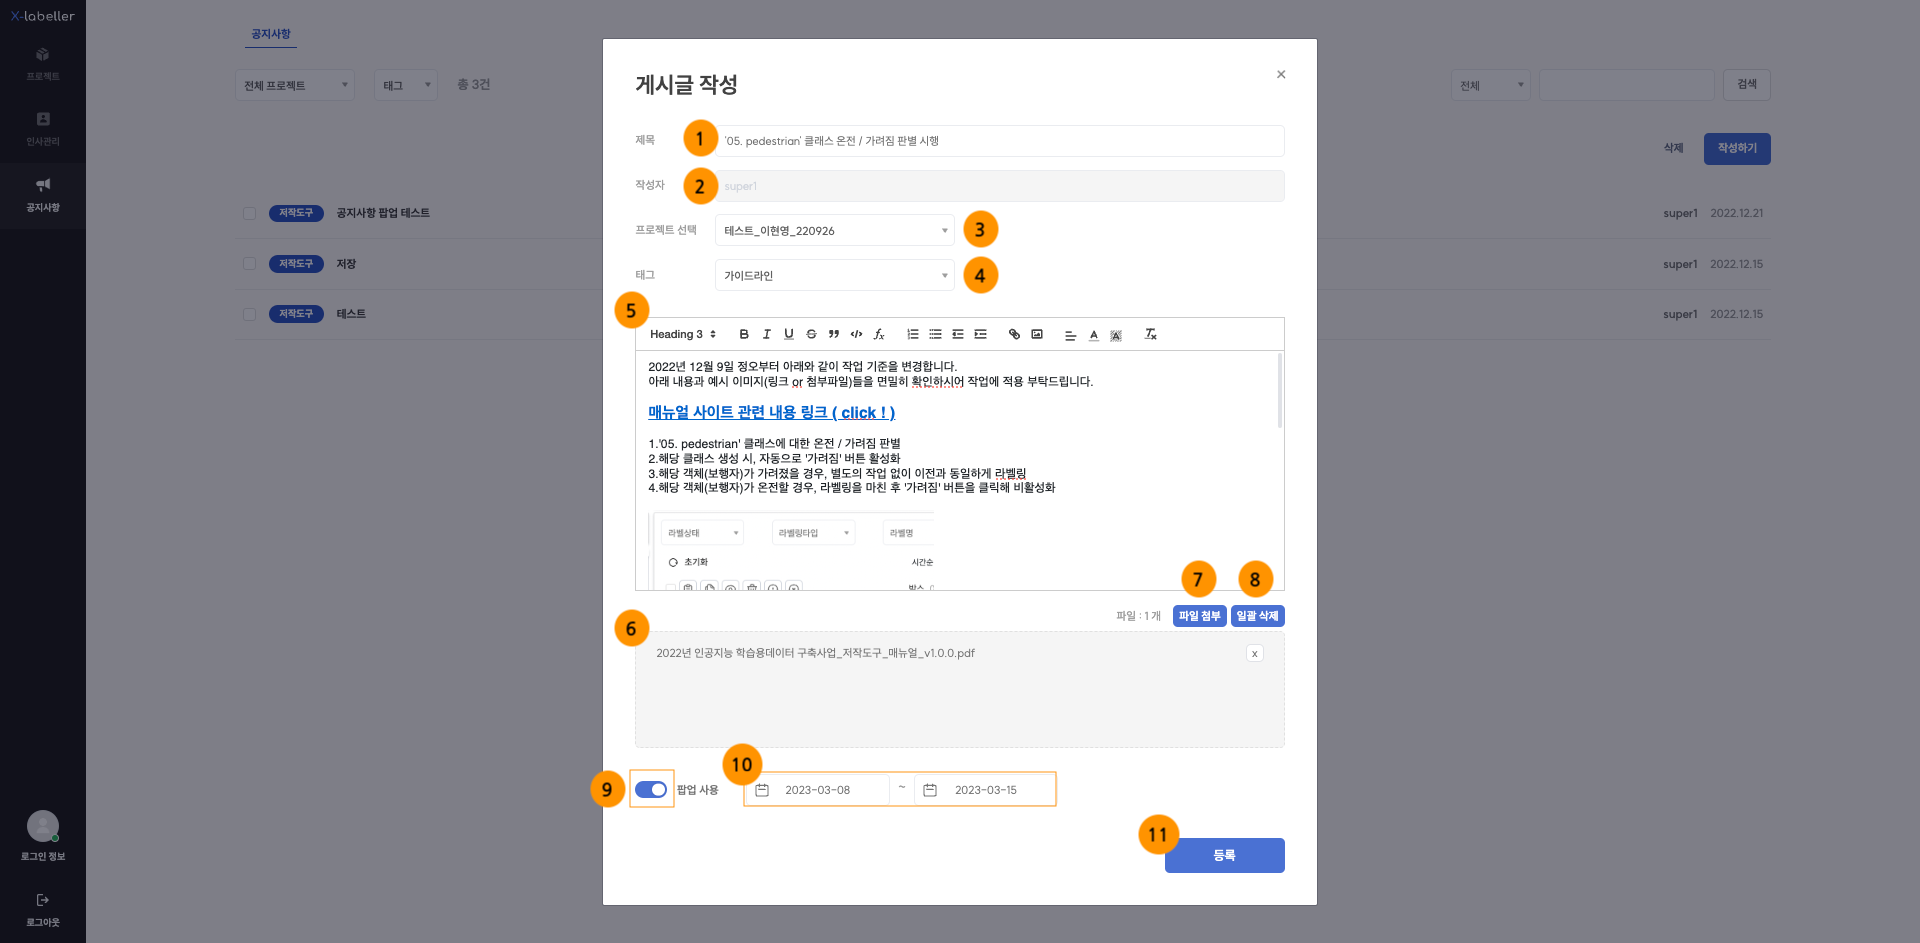 X-labeller
프로젝트
인사관리
공지사항
로그인 정보
로그아웃
공지사항
전체 프로젝트
태그
총 3건
전체
검색
삭제
작성하기
저작도구 공지사항 팝업 테스트 super1 2022.12.21
저작도구 저장 super1 2022.12.15
저작도구 테스트 super1 2022.12.15
게시글 작성
×
제목 1 '05. pedestrian' 클래스 온전 / 가려짐 판별 시행
작성자 2 super1
프로젝트 선택 테스트_이현영_220926 3
태그 가이드라인 4
5
Heading 3 B I U S
2022년 12월 9일 정오부터 아래와 같이 작업 기준을 변경합니다.
아래 내용과 예시 이미지(링크 or 첨부파일)들을 면밀히 확인하시어 작업에 적용 부탁드립니다.
매뉴얼 사이트 관련 내용 링크 ( click ! )
1.'05. pedestrian' 클래스에 대한 온전 / 가려짐 판별
2.해당 클래스 생성 시, 자동으로 '가려짐' 버튼 활성화
3.해당 객체(보행자)가 가려졌을 경우, 별도의 작업 없이 이전과 동일하게 라벨링
4.해당 객체(보행자)가 온전할 경우, 라벨링을 마친 후 '가려짐' 버튼을 클릭해 비활성화
라벨상태 라벨링타입 라벨명
초기화 시간순
박스
7 8
파일 : 1 개 파일 첨부 일괄 삭제
6
2022년 인공지능 학습용데이터 구축사업_저작도구_매뉴얼_v1.0.0.pdf x
10
9 팝업 사용 2023-03-08 ~ 2023-03-15
11
등록